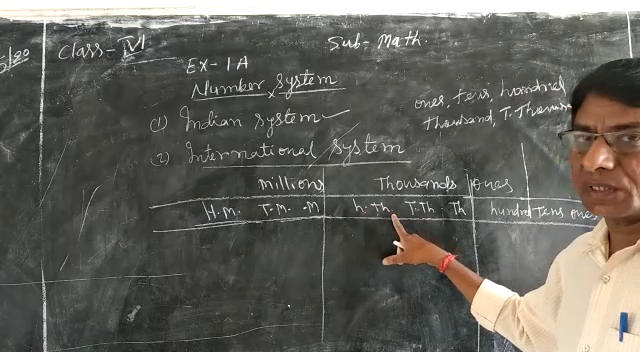 Class- VI
Sub- Math.
Ex- 1A
Number System
ones, tens, hundred
thousand, T. Thousa
(1) Indian System
(2) International System
millions Thousands ones
H.M. T.M. M h.Th. T.Th. Th hundred Tens ones